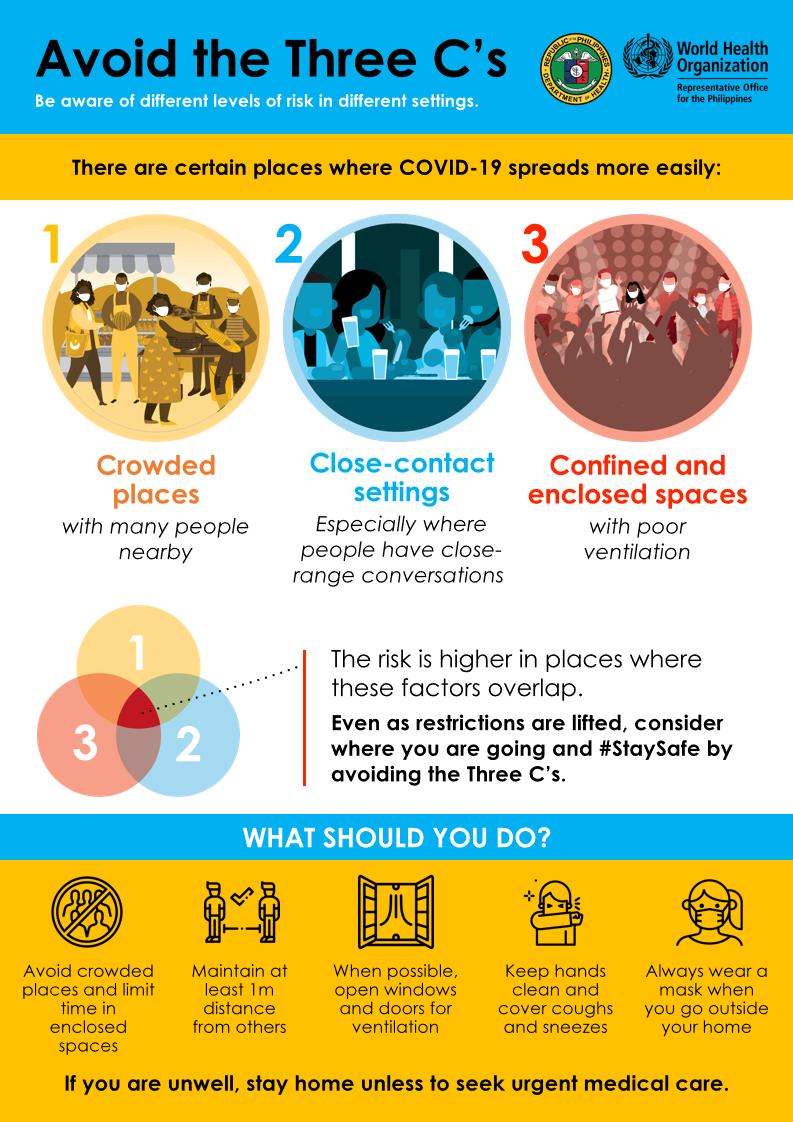 Avoid the Three C's
Be aware of different levels of risk in different settings.
REPUBLIC OF THE PHILIPPINES
DEPARTMENT OF HEALTH
World Health
Organization
Representative Office
for the Philippines
There are certain places where COVID-19 spreads more easily:
1
2
3
Crowded
places
with many people
nearby
Close-contact
settings
Especially where
people have close-
range conversations
Confined and
enclosed spaces
with poor
ventilation
1
3
2
The risk is higher in places where
these factors overlap.
Even as restrictions are lifted, consider
where you are going and #StaySafe by
avoiding the Three C's.
WHAT SHOULD YOU DO?
Avoid crowded
places and limit
time in
enclosed
spaces
Maintain at
least 1m
distance
from others
When possible,
open windows
and doors for
ventilation
Keep hands
clean and
cover coughs
and sneezes
Always wear a
mask when
you go outside
your home
If you are unwell, stay home unless to seek urgent medical care.